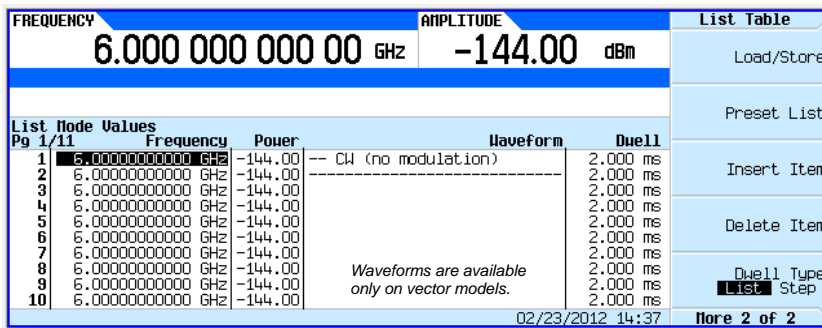 FREQUENCY AMPLITUDE List Table
6.000 000 000 00 GHz -144.00 dBm
Load/Store
Preset List
List Mode Values
Pg 1/11 Frequency Power Waveform Dwell
1 6.00000000000 GHz -144.00 -- CW (no modulation) 2.000 ms
2 6.00000000000 GHz -144.00 ---------------------------- 2.000 ms
Insert Item
3 6.00000000000 GHz -144.00 2.000 ms
4 6.00000000000 GHz -144.00 2.000 ms
5 6.00000000000 GHz -144.00 2.000 ms
Delete Item
6 6.00000000000 GHz -144.00 2.000 ms
7 6.00000000000 GHz -144.00 2.000 ms
8 6.00000000000 GHz -144.00 Waveforms are available 2.000 ms
Dwell Type
9 6.00000000000 GHz -144.00 only on vector models. 2.000 ms
List Step
10 6.00000000000 GHz -144.00 2.000 ms
02/23/2012 14:37 More 2 of 2